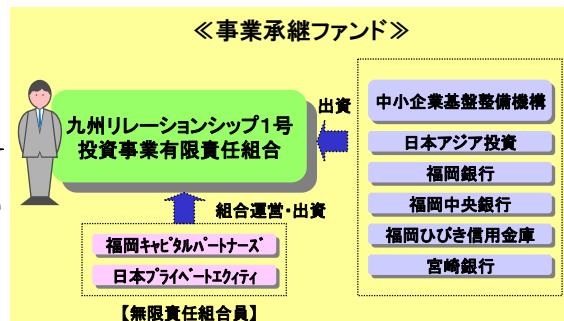 ≪事業承継ファンド≫
九州リレーションシップ1号
投資事業有限責任組合
出資
中小企業基盤整備機構
日本アジア投資
福岡銀行
福岡中央銀行
福岡ひびき信用金庫
宮崎銀行
組合運営・出資
福岡ｷｬﾋﾟﾀﾙﾊﾟｰﾄﾅｰｽﾞ
日本ﾌﾟﾗｲﾍﾞｰﾄｴｸｨﾃｨ
【無限責任組合員】